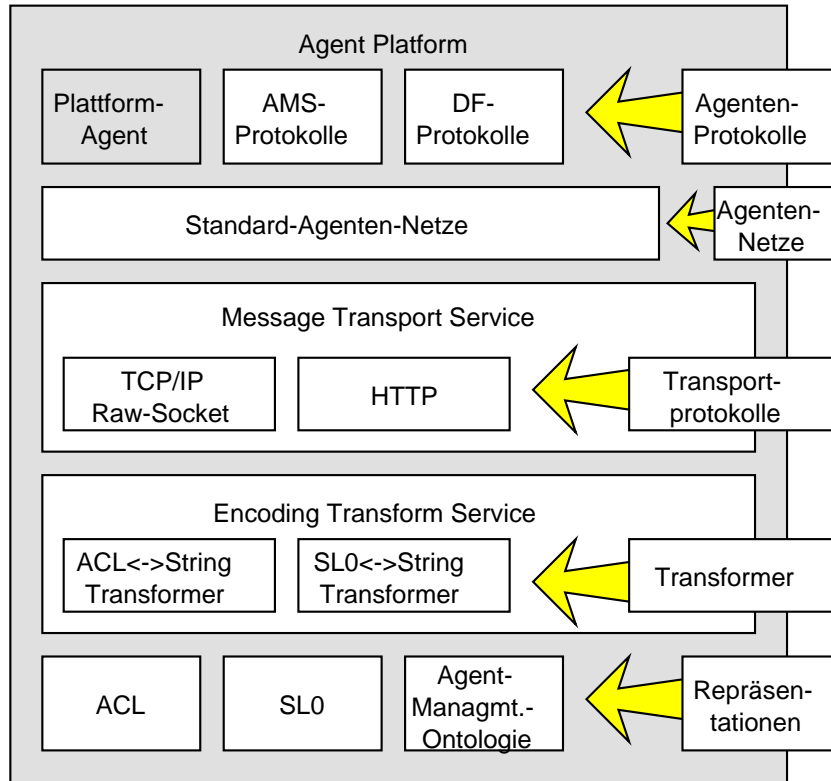 Agent Platform
Plattform-
Agent
AMS-
Protokolle
DF-
Protokolle
Agenten-
Protokolle
Standard-Agenten-Netze
Agenten-
Netze
Message Transport Service
TCP/IP
Raw-Socket
HTTP
Transport-
protokolle
Encoding Transform Service
ACL<->String
Transformer
SL0<->String
Transformer
Transformer
ACL
SL0
Agent-
Managmt.-
Ontologie
Repräsen-
tationen